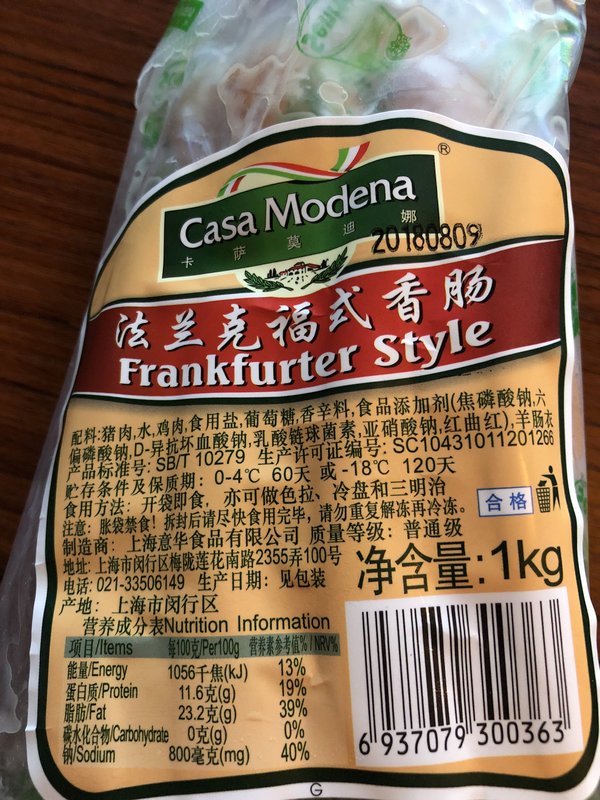 ®
Casa Modena
卡萨莫迪娜
20180809
法兰克福式香肠
Frankfurter Style
配料:猪肉,水,鸡肉,食用盐,葡萄糖,香辛料,食品添加剂(焦磷酸钠,六
偏磷酸钠,D-异抗坏血酸钠,乳酸链球菌素,亚硝酸钠,红曲红),羊肠衣
产品标准号: SB/T 10279 生产许可证编号: SC10431011201266
贮存条件及保质期: 0-4℃ 60天 或 -18℃ 120天
食用方法: 开袋即食, 亦可做色拉、冷盘和三明治
注意: 胀袋禁食! 拆封后请尽快食用完毕, 请勿重复解冻再冷冻。
合格
制造商: 上海意华食品有限公司 质量等级: 普通级
地址: 上海市闵行区梅陇莲花南路2355弄100号
电话: 021-33506149 生产日期: 见包装
净含量:1kg
产地: 上海市闵行区
营养成分表Nutrition Information
项目/Items 每100克/Per100g 营养素参考值% / NRV%
能量/Energy 1056千焦(kJ) 13%
蛋白质/Protein 11.6克(g) 19%
脂肪/Fat 23.2克(g) 39%
碳水化合物/Carbohydrate 0克(g) 0%
钠/Sodium 800毫克(mg) 40%
6 937079 300363
G